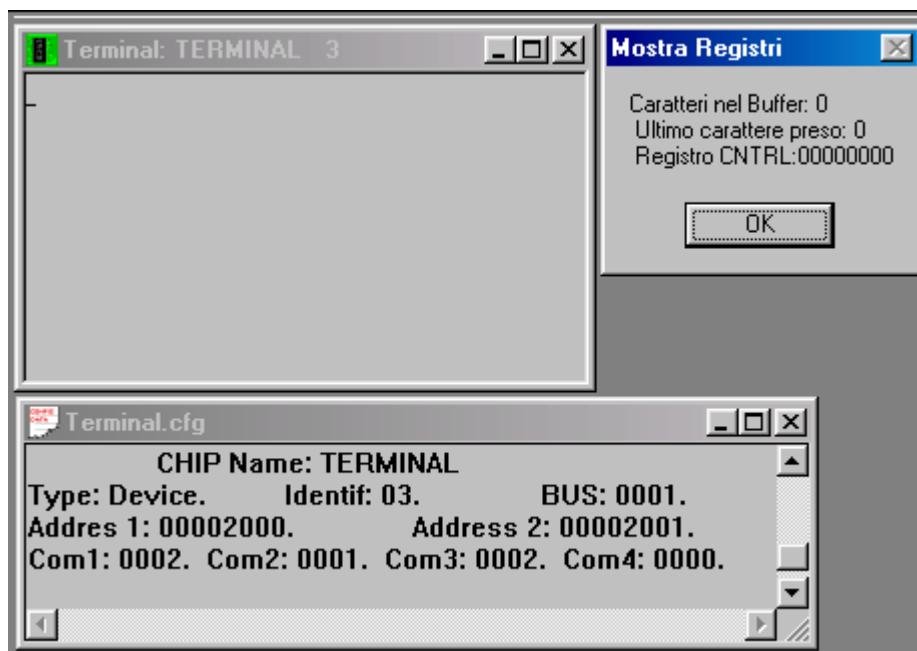 Terminal: TERMINAL 3
Mostra Registri
Caratteri nel Buffer: 0
Ultimo carattere preso: 0
Registro CNTRL:00000000
OK
Terminal.cfg
CHIP Name: TERMINAL
Type: Device. Identif: 03. BUS: 0001.
Addres 1: 00002000. Address 2: 00002001.
Com1: 0002. Com2: 0001. Com3: 0002. Com4: 0000.